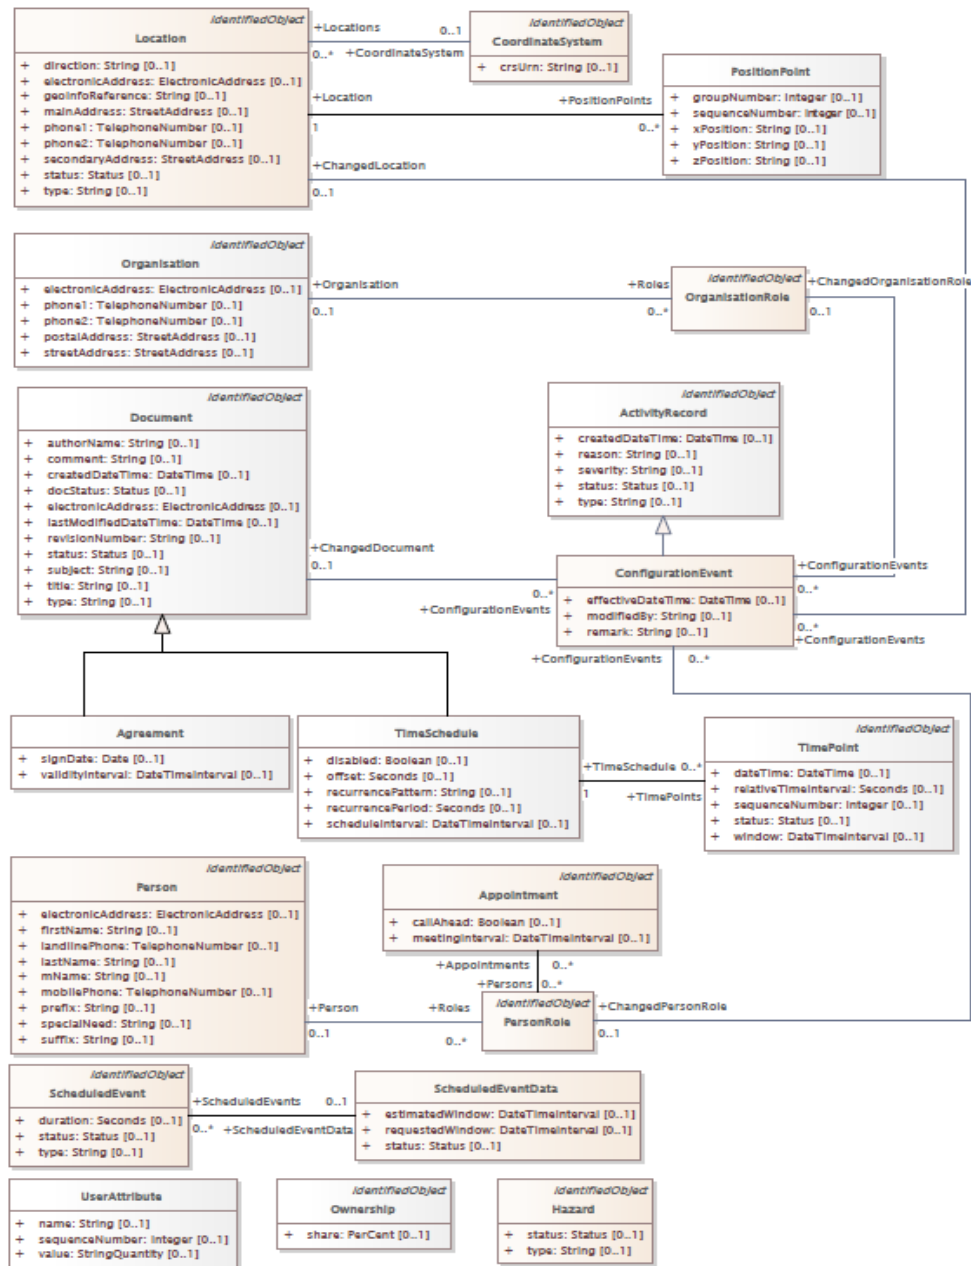 IdentifiedObject
Location
+ direction: String [0..1]
+ electronicAddress: ElectronicAddress [0..1]
+ geoInfoReference: String [0..1]
+ mainAddress: StreetAddress [0..1]
+ phone1: TelephoneNumber [0..1]
+ phone2: TelephoneNumber [0..1]
+ secondaryAddress: StreetAddress [0..1]
+ status: Status [0..1]
+ type: String [0..1]
+Locations 0..1
0..* +CoordinateSystem
IdentifiedObject
CoordinateSystem
+ crsUrn: String [0..1]
+Location +PositionPoints
1 0..*
PositionPoint
+ groupNumber: Integer [0..1]
+ sequenceNumber: Integer [0..1]
+ xPosition: String [0..1]
+ yPosition: String [0..1]
+ zPosition: String [0..1]
+ChangedLocation
0..1
IdentifiedObject
Organisation
+ electronicAddress: ElectronicAddress [0..1]
+ phone1: TelephoneNumber [0..1]
+ phone2: TelephoneNumber [0..1]
+ postalAddress: StreetAddress [0..1]
+ streetAddress: StreetAddress [0..1]
+Organisation +Roles
0..1 0..*
IdentifiedObject
OrganisationRole
+ChangedOrganisationRole
0..1
IdentifiedObject
Document
+ authorName: String [0..1]
+ comment: String [0..1]
+ createdDateTime: DateTime [0..1]
+ docStatus: Status [0..1]
+ electronicAddress: ElectronicAddress [0..1]
+ lastModifiedDateTime: DateTime [0..1]
+ revisionNumber: String [0..1]
+ status: Status [0..1]
+ subject: String [0..1]
+ title: String [0..1]
+ type: String [0..1]
IdentifiedObject
ActivityRecord
+ createdDateTime: DateTime [0..1]
+ reason: String [0..1]
+ severity: String [0..1]
+ status: Status [0..1]
+ type: String [0..1]
+ChangedDocument
0..1
0..*
+ConfigurationEvents
ConfigurationEvent
+ effectiveDateTime: DateTime [0..1]
+ modifiedBy: String [0..1]
+ remark: String [0..1]
+ConfigurationEvents
0..*
0..*
+ConfigurationEvents
+ConfigurationEvents 0..*
Agreement
+ signDate: Date [0..1]
+ validityInterval: DateTimeInterval [0..1]
TimeSchedule
+ disabled: Boolean [0..1]
+ offset: Seconds [0..1]
+ recurrencePattern: String [0..1]
+ recurrencePeriod: Seconds [0..1]
+ scheduleInterval: DateTimeInterval [0..1]
+TimeSchedule 0..*
1 +TimePoints
IdentifiedObject
TimePoint
+ dateTime: DateTime [0..1]
+ relativeTimeInterval: Seconds [0..1]
+ sequenceNumber: Integer [0..1]
+ status: Status [0..1]
+ window: DateTimeInterval [0..1]
IdentifiedObject
Person
+ electronicAddress: ElectronicAddress [0..1]
+ firstName: String [0..1]
+ landlinePhone: TelephoneNumber [0..1]
+ lastName: String [0..1]
+ mName: String [0..1]
+ mobilePhone: TelephoneNumber [0..1]
+ prefix: String [0..1]
+ specialNeed: String [0..1]
+ suffix: String [0..1]
IdentifiedObject
Appointment
+ callAhead: Boolean [0..1]
+ meetingInterval: DateTimeInterval [0..1]
+Appointments 0..*
+Persons 0..*
+Person +Roles
0..1 0..*
IdentifiedObject
PersonRole
+ChangedPersonRole
0..1
IdentifiedObject
ScheduledEvent
+ duration: Seconds [0..1]
+ status: Status [0..1]
+ type: String [0..1]
+ScheduledEvents 0..1
0..* +ScheduledEventData
ScheduledEventData
+ estimatedWindow: DateTimeInterval [0..1]
+ requestedWindow: DateTimeInterval [0..1]
+ status: Status [0..1]
UserAttribute
+ name: String [0..1]
+ sequenceNumber: Integer [0..1]
+ value: StringQuantity [0..1]
IdentifiedObject
Ownership
+ share: PerCent [0..1]
IdentifiedObject
Hazard
+ status: Status [0..1]
+ type: String [0..1]